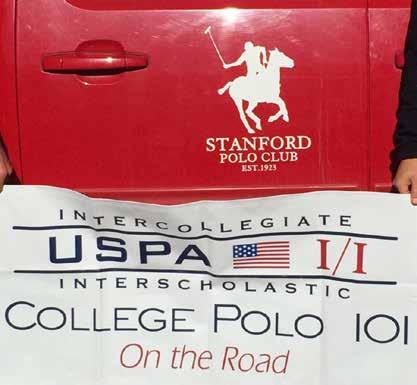 STANFORD
POLO CLUB
EST.1923
INTERCOLLEGIATE
USPA I/I
INTERSCHOLASTIC
COLLEGE POLO 101
On the Road